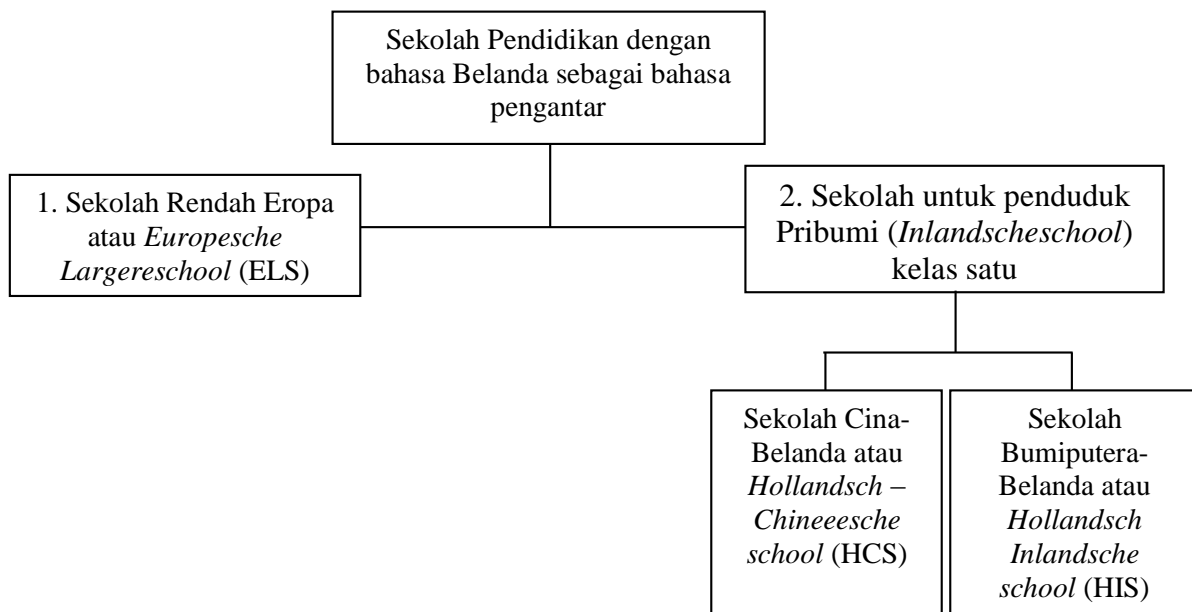 Sekolah Pendidikan dengan
bahasa Belanda sebagai bahasa
pengantar
1. Sekolah Rendah Eropa
atau Europesche
Largereschool (ELS)
2. Sekolah untuk penduduk
Pribumi (Inlandscheschool)
kelas satu
Sekolah Cina-
Belanda atau
Hollandsch –
Chineeesche
school (HCS)
Sekolah
Bumiputera-
Belanda atau
Hollandsch
Inlandsche
school (HIS)